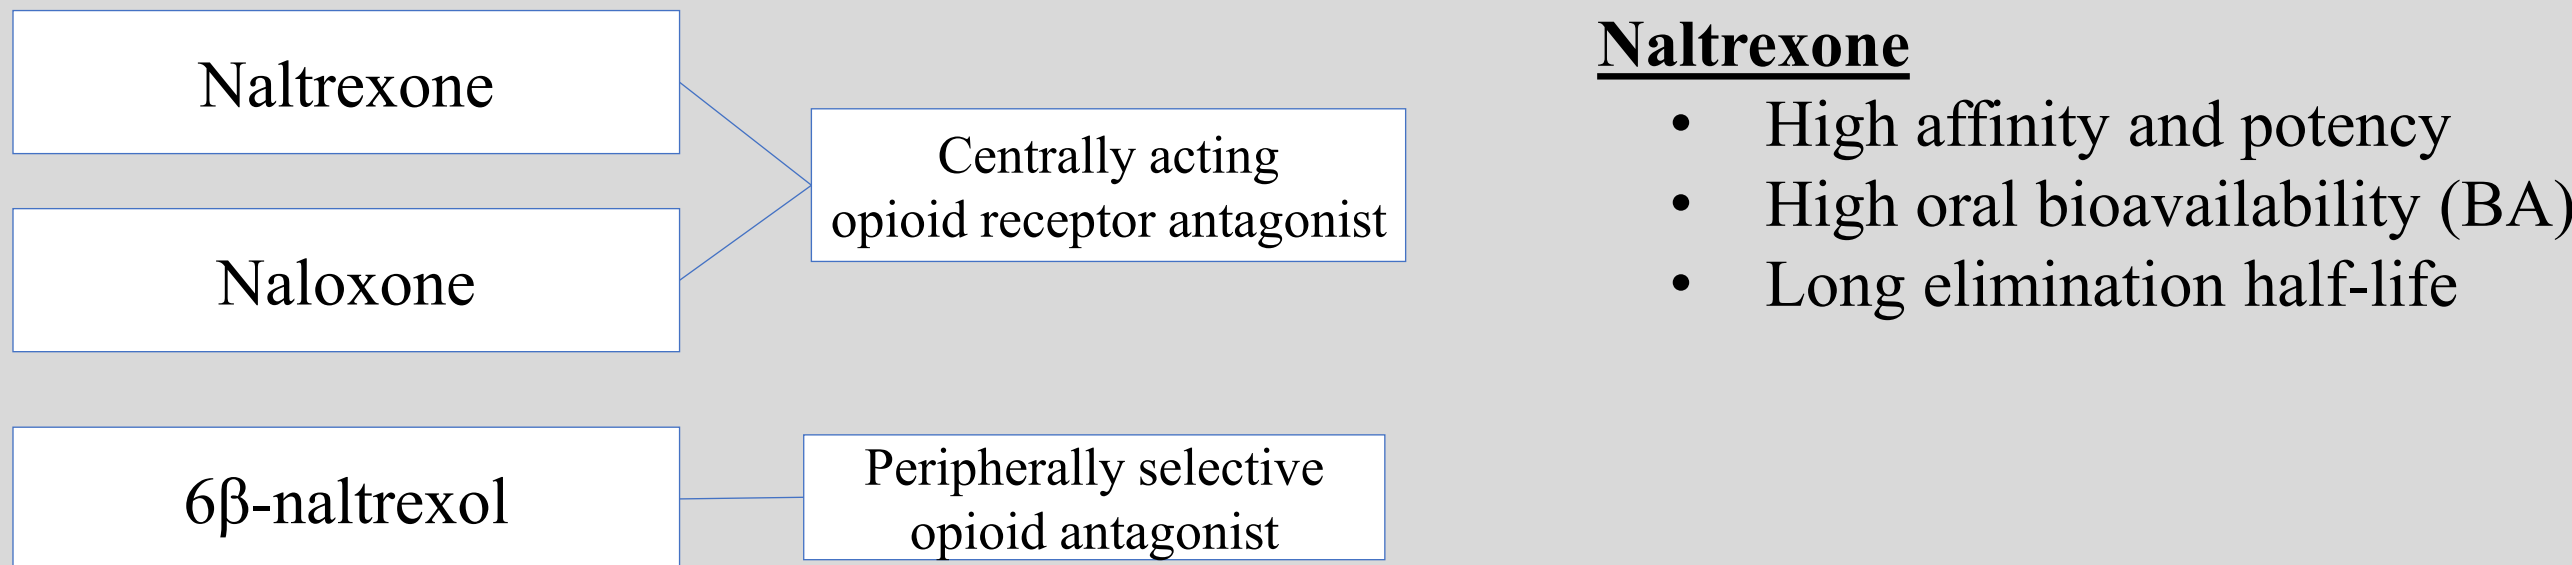 Naltrexone
Naloxone
Centrally acting
opioid receptor antagonist
6β-naltrexol
Peripherally selective
opioid antagonist
Naltrexone
• High affinity and potency
• High oral bioavailability (BA)
• Long elimination half-life